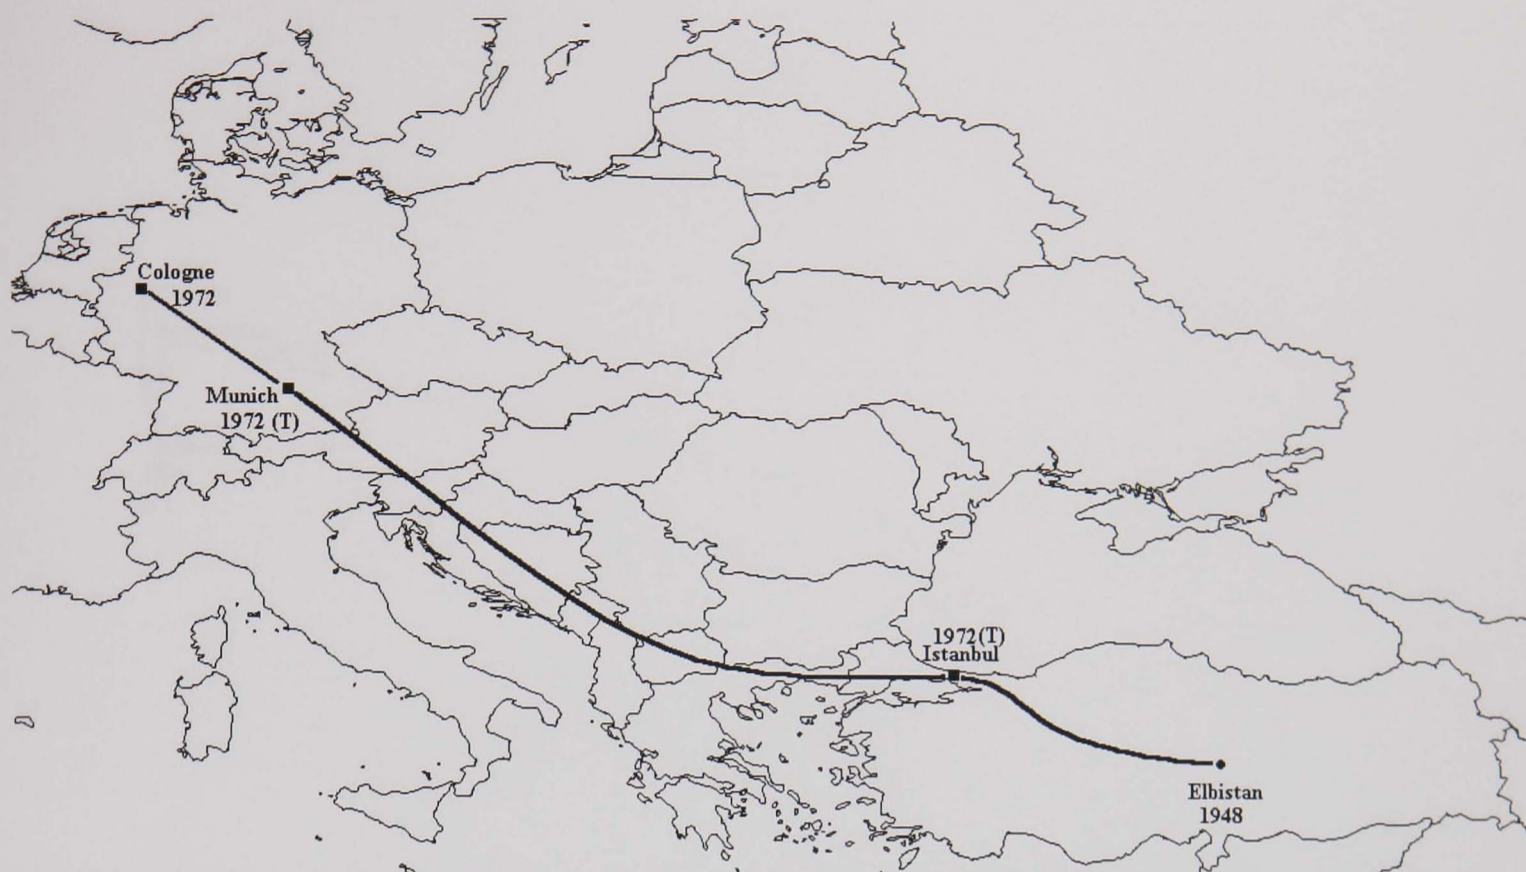 Cologne
1972
Munich
1972 (T)
1972(T)
Istanbul
Elbistan
1948